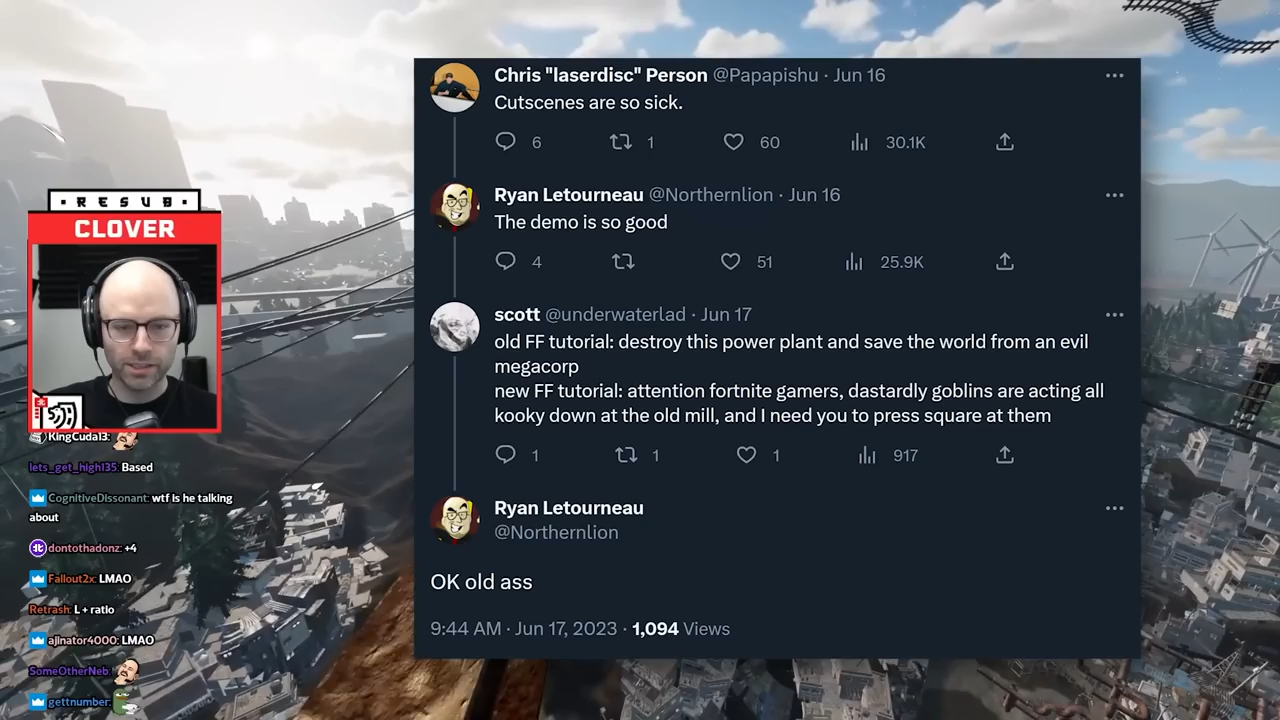 RESUB
CLOVER
KingCuda13:
lets_get_high135: Based
CognitiveDissonant: wtf is he talking
about
dontothadonz: +4
Fallout2x: LMAO
Retrash: L + ratio
ajinator4000: LMAO
SomeOtherNeb:
gettnumber:
Chris "laserdisc" Person @Papapishu · Jun 16
Cutscenes are so sick.
6 1 60 30.1K
Ryan Letourneau @Northernlion · Jun 16
The demo is so good
4 51 25.9K
scott @underwaterlad · Jun 17
old FF tutorial: destroy this power plant and save the world from an evil
megacorp
new FF tutorial: attention fortnite gamers, dastardly goblins are acting all
kooky down at the old mill, and I need you to press square at them
1 1 1 917
Ryan Letourneau
@Northernlion
OK old ass
9:44 AM · Jun 17, 2023 · 1,094 Views